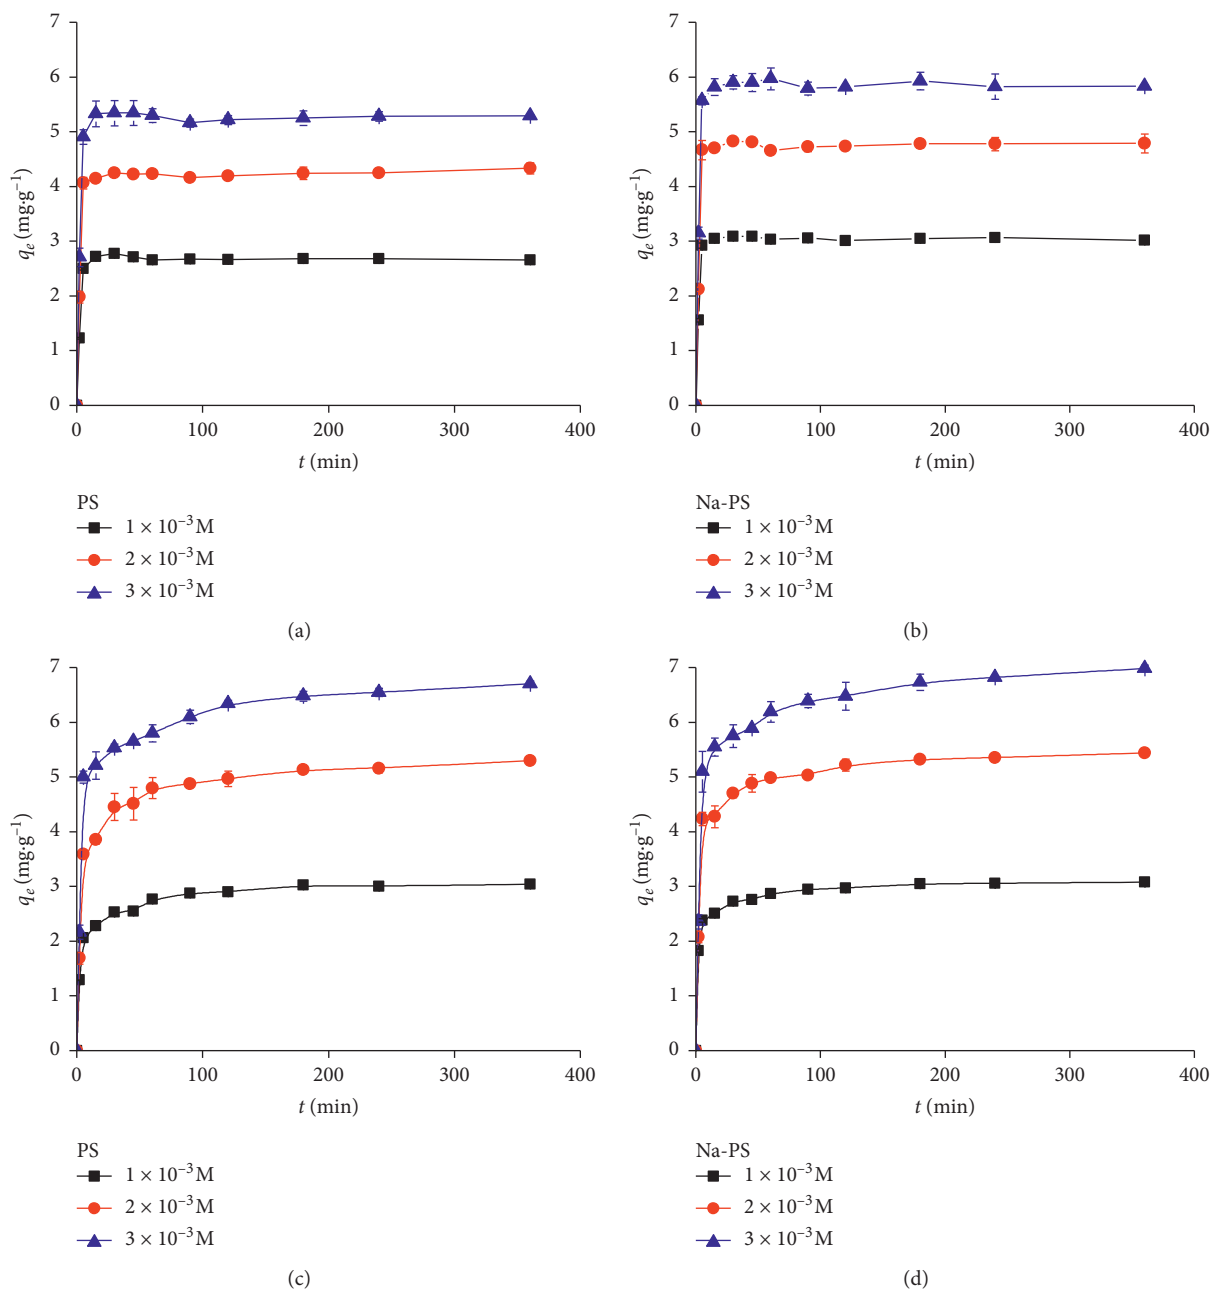 7
6
5
4
3
2
1
0
qₑ (mg·g⁻¹)
0 100 200 300 400
t (min)
PS
1 × 10⁻³ M
2 × 10⁻³ M
3 × 10⁻³ M
(a)
7
6
5
4
3
2
1
0
qₑ (mg·g⁻¹)
0 100 200 300 400
t (min)
Na-PS
1 × 10⁻³ M
2 × 10⁻³ M
3 × 10⁻³ M
(b)
7
6
5
4
3
2
1
0
qₑ (mg·g⁻¹)
0 100 200 300 400
t (min)
PS
1 × 10⁻³ M
2 × 10⁻³ M
3 × 10⁻³ M
(c)
7
6
5
4
3
2
1
0
qₑ (mg·g⁻¹)
0 100 200 300 400
t (min)
Na-PS
1 × 10⁻³ M
2 × 10⁻³ M
3 × 10⁻³ M
(d)